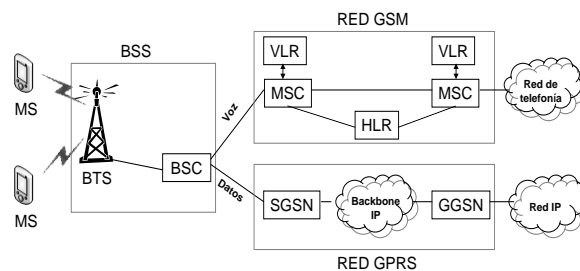 RED GSM
BSS
VLR
VLR
MS
MSC
MSC
Red de
telefonía
Voz
HLR
BTS
BSC
Datos
MS
SGSN
Backbone
IP
GGSN
Red IP
RED GPRS